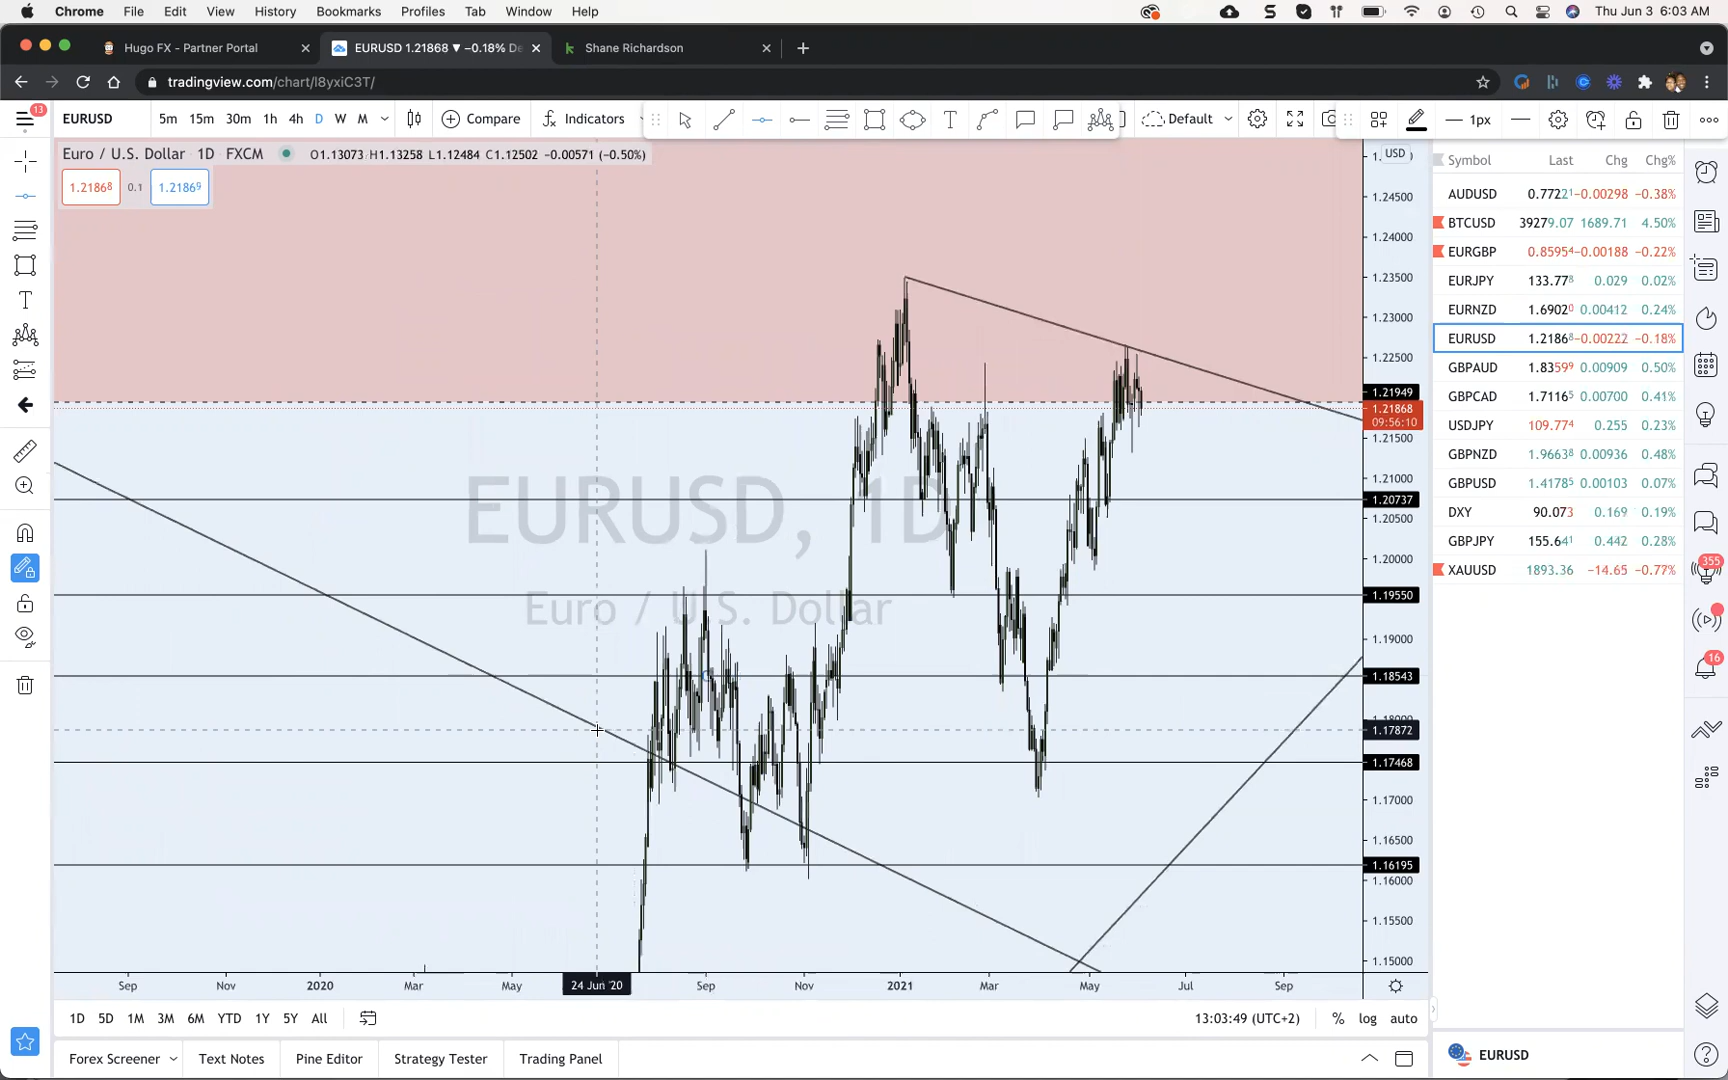 Chrome File Edit View History Bookmarks Profiles Tab Window Help Thu Jun 3 6:03 AM
Hugo FX - Partner Portal
EURUSD 1.21868 ▼ −0.18% De
Shane Richardson
tradingview.com/chart/l8yxiC3T/
13
EURUSD 5m 15m 30m 1h 4h D W M Compare Indicators Default 1px
Euro / U.S. Dollar · 1D · FXCM O1.13073 H1.13258 L1.12484 C1.12502 −0.00571 (−0.50%)
1.21868 0.1 1.21869
EURUSD, 1D
Euro / U.S. Dollar
USD
1.24500
1.24000
1.23500
1.23000
1.22500
1.21949
1.21868
09:56:10
1.21500
1.21000
1.20737
1.20500
1.20000
1.19550
1.19000
1.18543
1.18000
1.17872
1.17468
1.17000
1.16500
1.16195
1.16000
1.15500
1.15000
Sep Nov 2020 Mar May 24 Jun '20 Sep Nov 2021 Mar May Jul Sep
1D 5D 1M 3M 6M YTD 1Y 5Y All 13:03:49 (UTC+2) % log auto
Forex Screener Text Notes Pine Editor Strategy Tester Trading Panel
Symbol Last Chg Chg%
AUDUSD 0.77221 −0.00298 −0.38%
BTCUSD 39279.07 1689.71 4.50%
EURGBP 0.85954 −0.00188 −0.22%
EURJPY 133.778 0.029 0.02%
EURNZD 1.69020 0.00412 0.24%
EURUSD 1.21868 −0.00222 −0.18%
GBPAUD 1.83599 0.00909 0.50%
GBPCAD 1.71165 0.00700 0.41%
USDJPY 109.774 0.255 0.23%
GBPNZD 1.96638 0.00936 0.48%
GBPUSD 1.41785 0.00103 0.07%
DXY 90.073 0.169 0.19%
GBPJPY 155.641 0.442 0.28%
XAUUSD 1893.36 −14.65 −0.77%
355
16
EURUSD